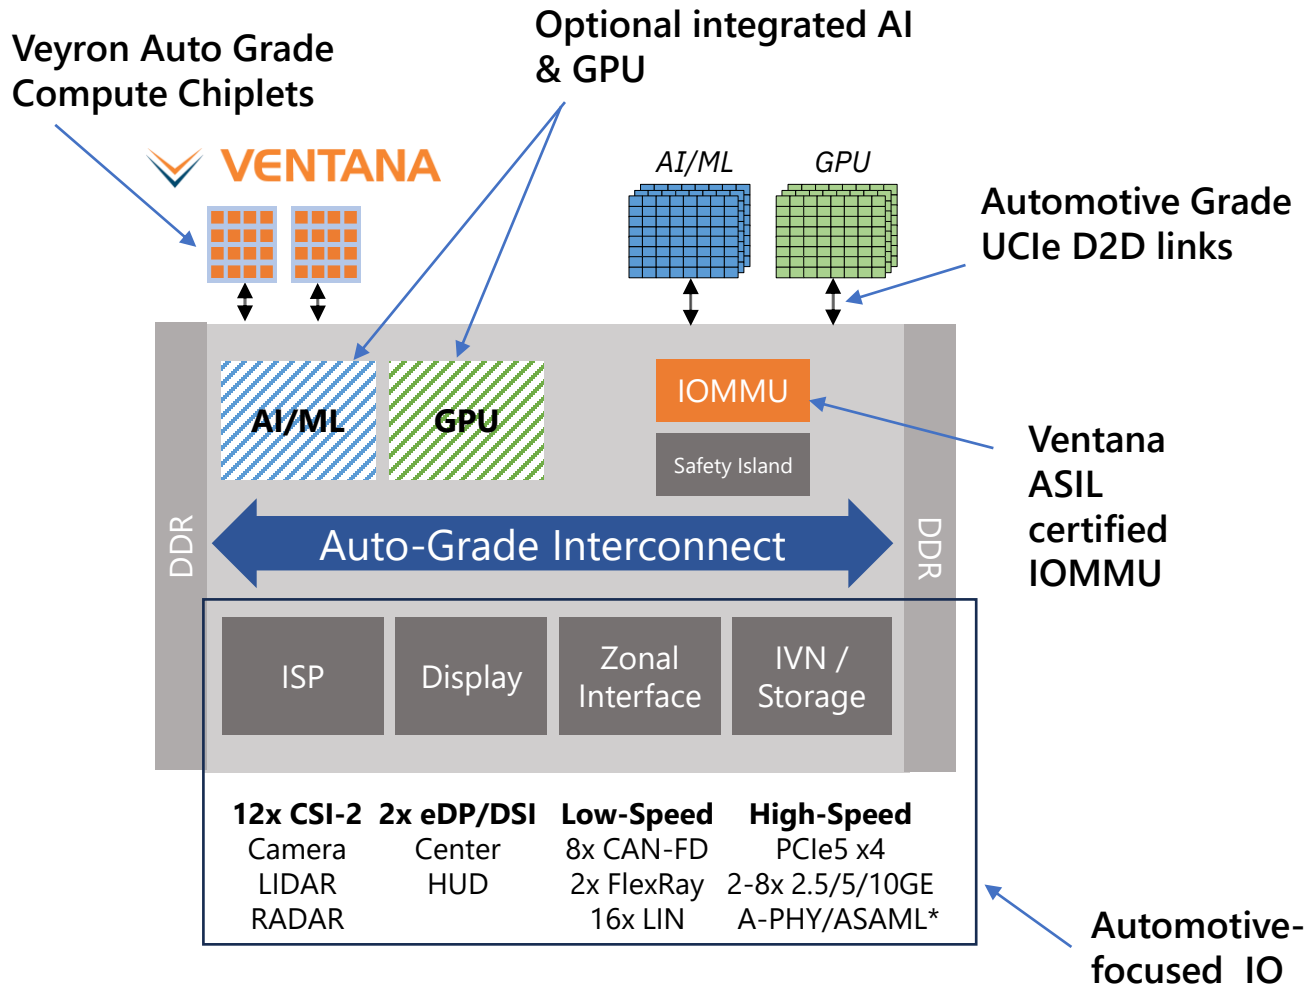 Optional integrated AI
& GPU
Veyron Auto Grade
Compute Chiplets
VENTANA
AI/ML
GPU
Automotive Grade
UCIe D2D links
AI/ML
GPU
IOMMU
Safety Island
Ventana
ASIL
certified
IOMMU
DDR
Auto-Grade Interconnect
DDR
ISP
Display
Zonal
Interface
IVN /
Storage
12x CSI-2
Camera
LIDAR
RADAR
2x eDP/DSI
Center
HUD
Low-Speed
8x CAN-FD
2x FlexRay
16x LIN
High-Speed
PCIe5 x4
2-8x 2.5/5/10GE
A-PHY/ASAML*
Automotive-
focused IO